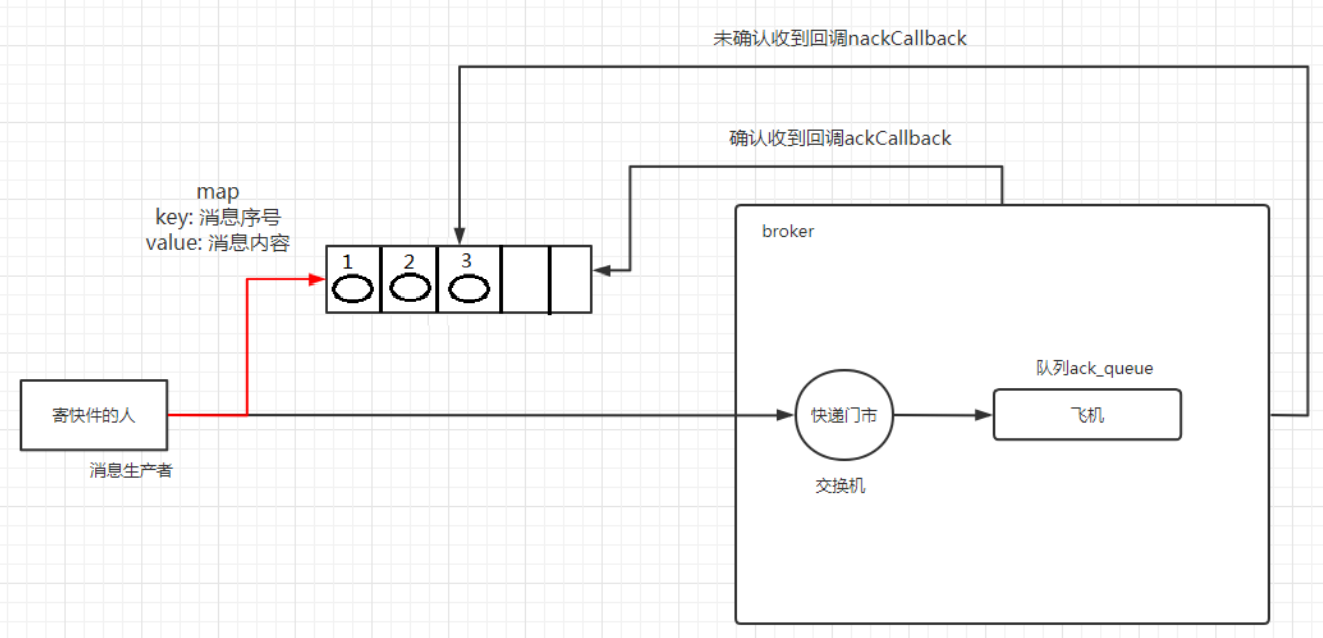 未确认收到回调nackCallback
确认收到回调ackCallback
map
key: 消息序号
value: 消息内容
broker
1 2 3
队列ack_queue
寄快件的人
快递门市
飞机
消息生产者
交换机